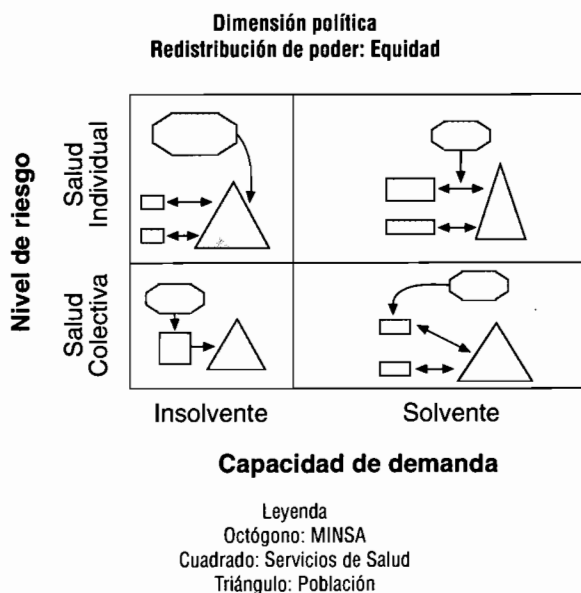 Dimensión política
Redistribución de poder: Equidad
Nivel de riesgo
Salud
Individual
Salud
Colectiva
Insolvente
Solvente
Capacidad de demanda
Leyenda
Octógono: MINSA
Cuadrado: Servicios de Salud
Triángulo: Población